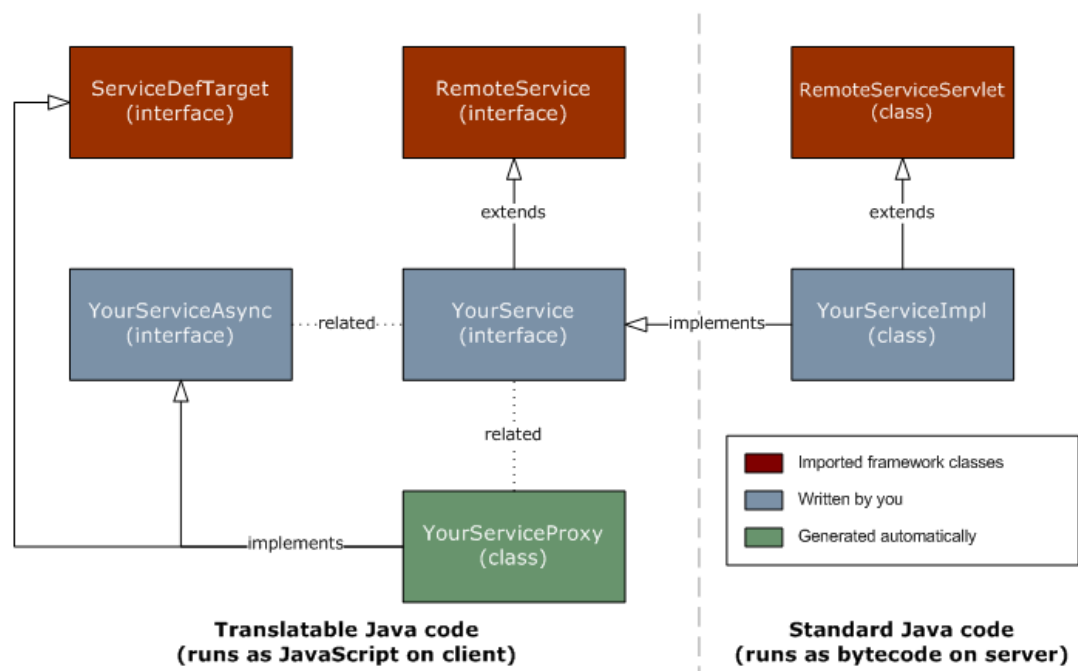 ServiceDefTarget
(interface)
RemoteService
(interface)
RemoteServiceServlet
(class)
extends
extends
YourServiceAsync
(interface)
related
YourService
(interface)
implements
YourServiceImpl
(class)
related
implements
YourServiceProxy
(class)
Imported framework classes
Written by you
Generated automatically
Translatable Java code
(runs as JavaScript on client)
Standard Java code
(runs as bytecode on server)